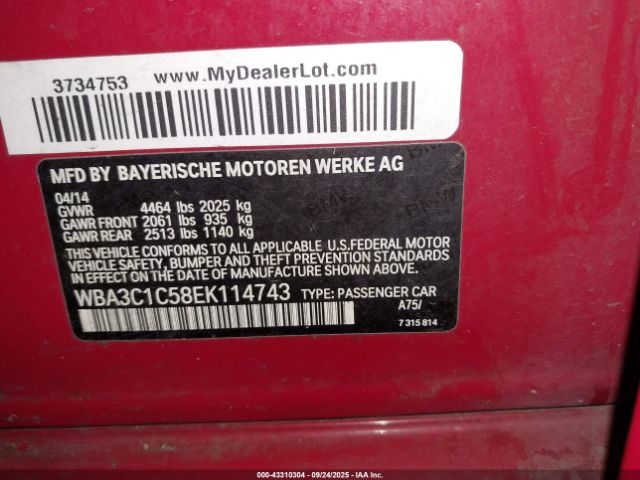 3734753 www.MyDealerLot.com
MFD BY BAYERISCHE MOTOREN WERKE AG
04/14
GVWR 4464 lbs 2025 kg
GAWR FRONT 2061 lbs 935 kg
GAWR REAR 2513 lbs 1140 kg
THIS VEHICLE CONFORMS TO ALL APPLICABLE U.S.FEDERAL MOTOR
VEHICLE SAFETY, BUMPER AND THEFT PREVENTION STANDARDS
IN EFFECT ON THE DATE OF MANUFACTURE SHOWN ABOVE.
WBA3C1C58EK114743 TYPE: PASSENGER CAR
A75/
7 315 814
000-43310304 - 09/24/2025 - IAA Inc.